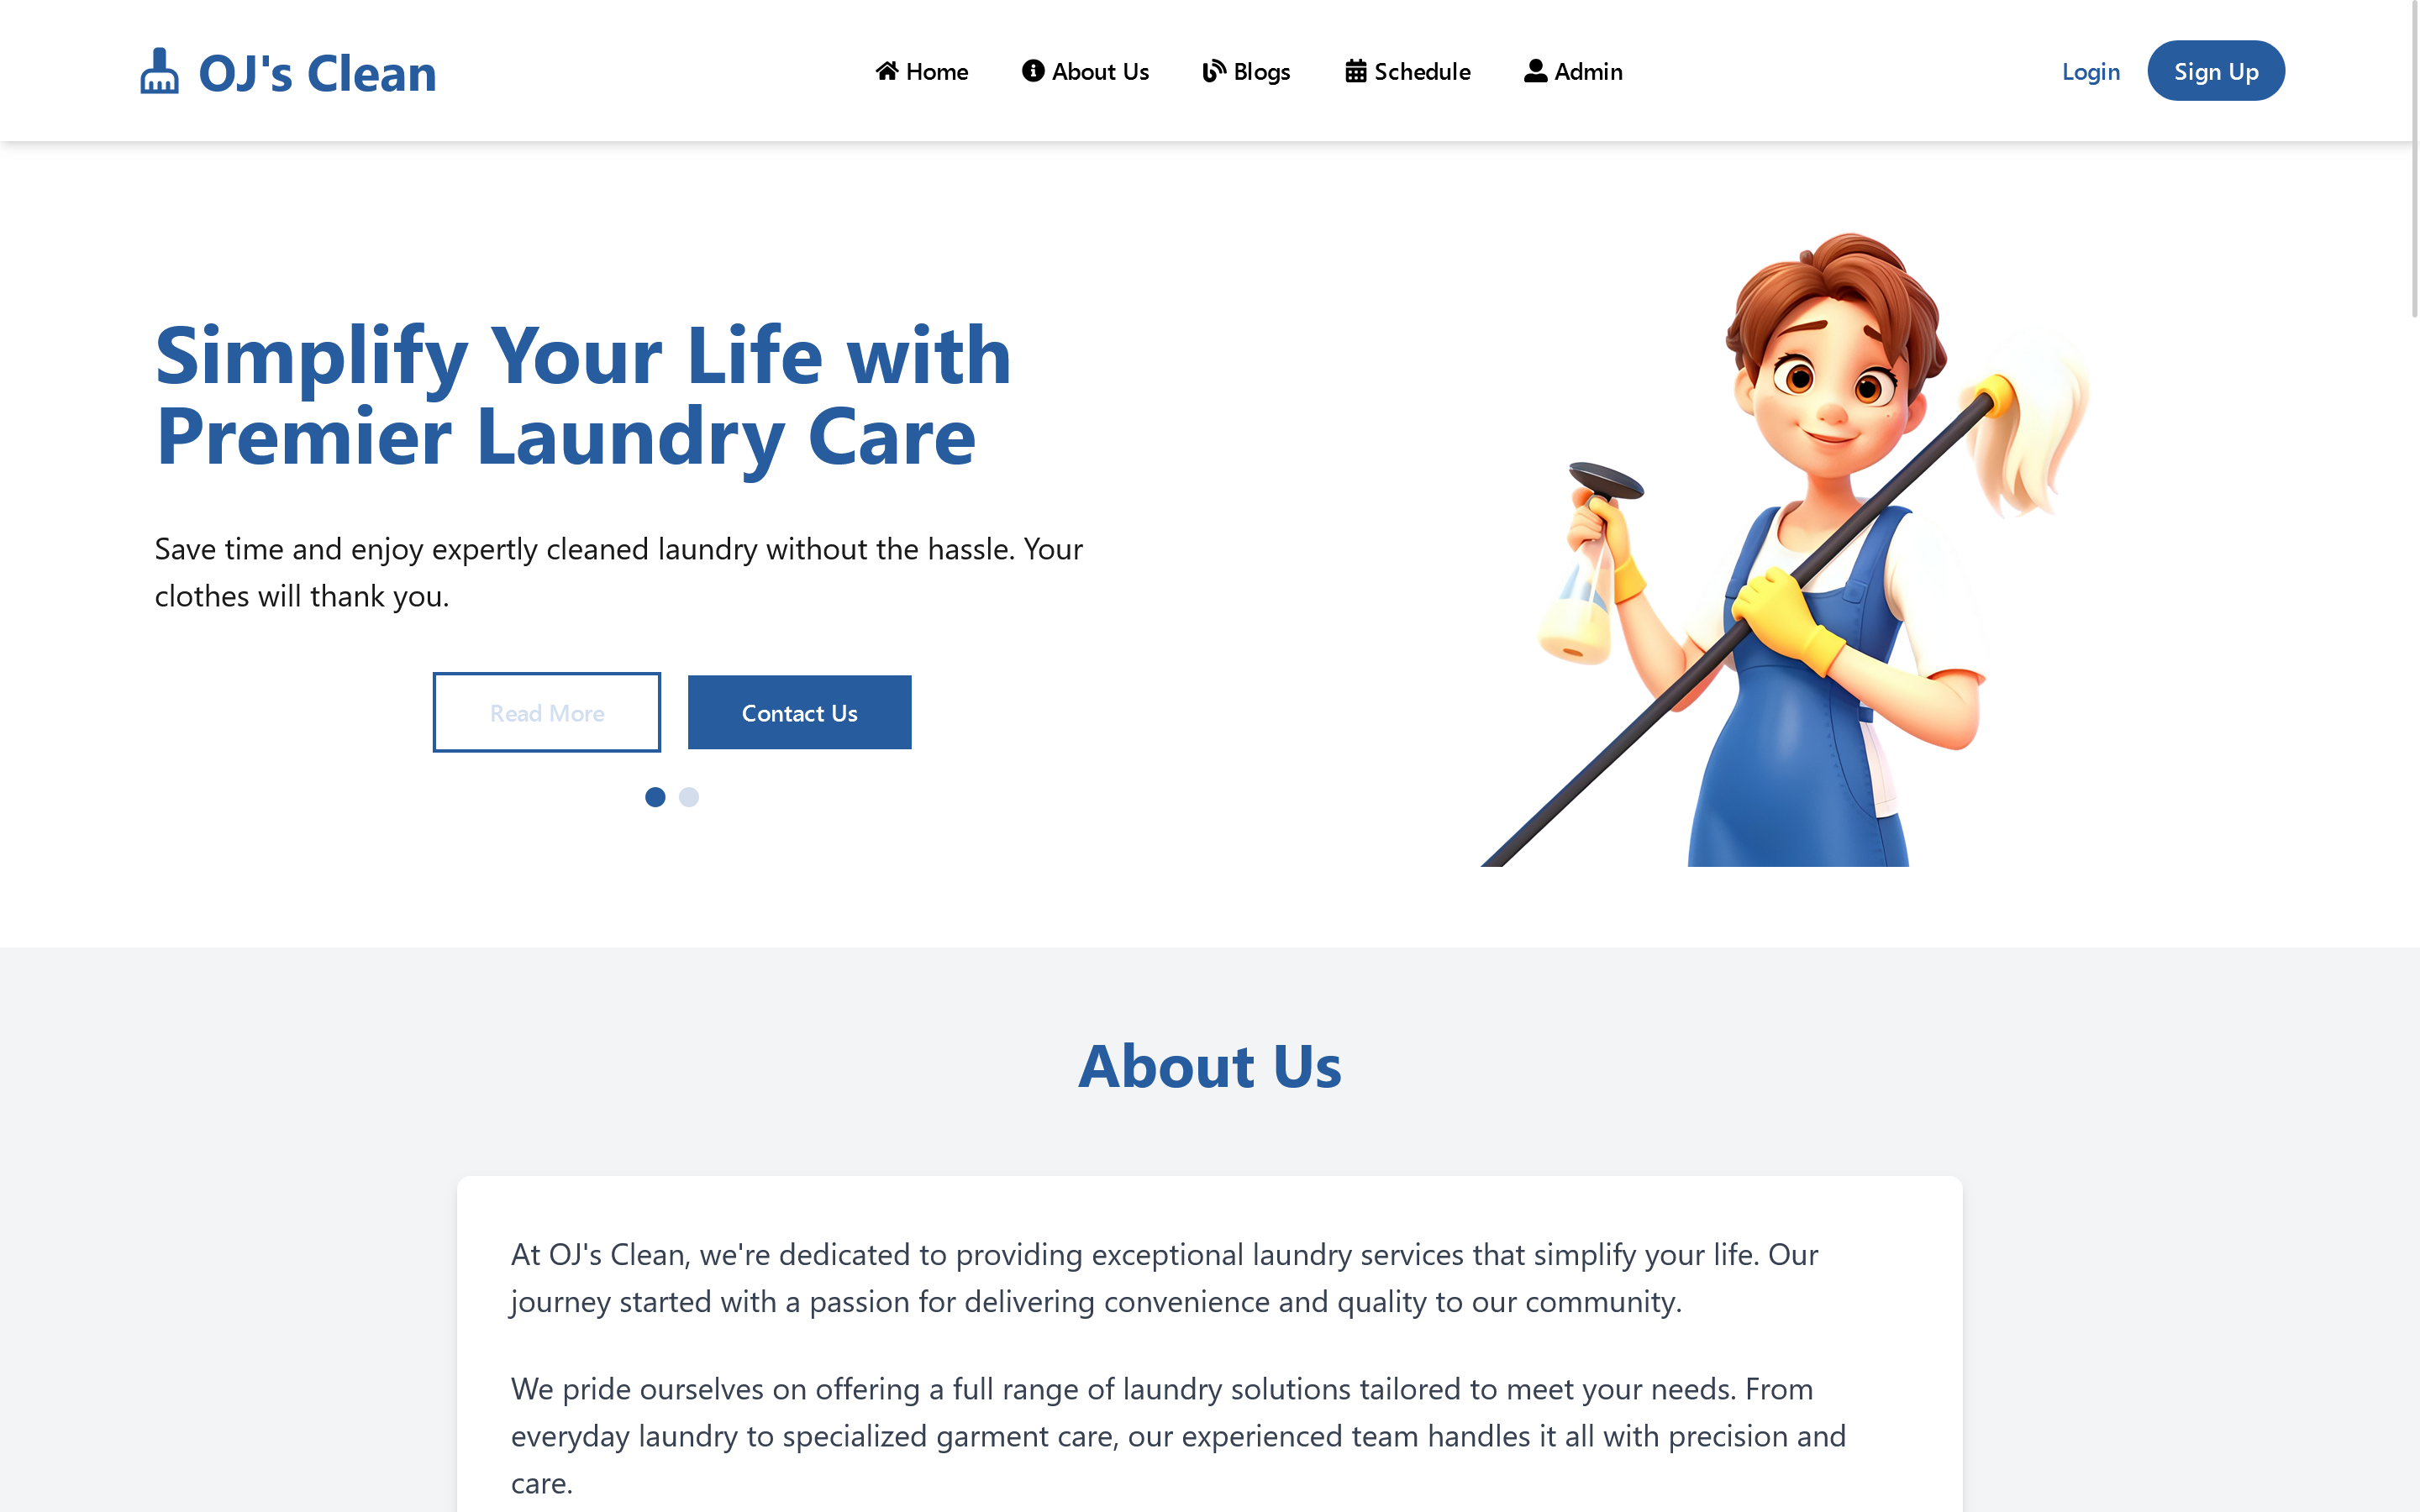 OJ's Clean
Home
About Us
Blogs
Schedule
Admin
Login
Sign Up
Simplify Your Life with
Premier Laundry Care
Save time and enjoy expertly cleaned laundry without the hassle. Your
clothes will thank you.
Read More
Contact Us
About Us
At OJ's Clean, we're dedicated to providing exceptional laundry services that simplify your life. Our
journey started with a passion for delivering convenience and quality to our community.
We pride ourselves on offering a full range of laundry solutions tailored to meet your needs. From
everyday laundry to specialized garment care, our experienced team handles it all with precision and
care.